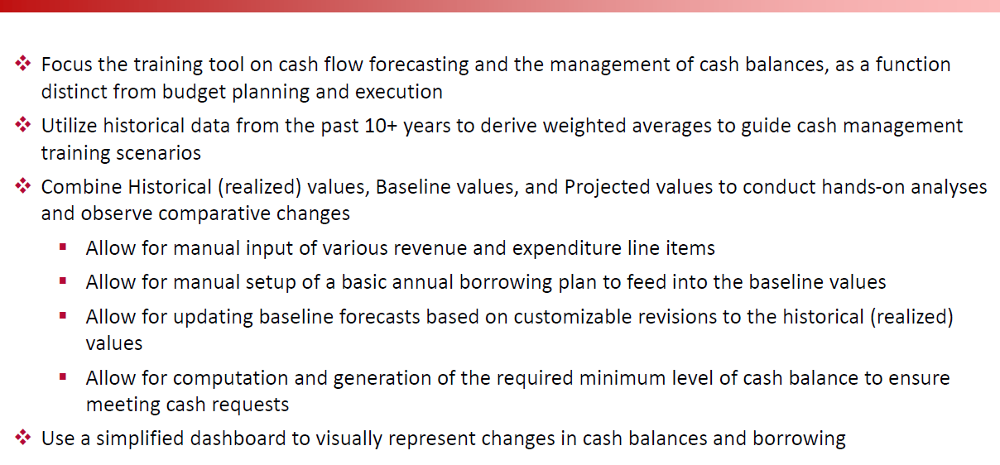 Focus the training tool on cash flow forecasting and the management of cash balances, as a function
distinct from budget planning and execution
Utilize historical data from the past 10+ years to derive weighted averages to guide cash management
training scenarios
Combine Historical (realized) values, Baseline values, and Projected values to conduct hands-on analyses
and observe comparative changes
Allow for manual input of various revenue and expenditure line items
Allow for manual setup of a basic annual borrowing plan to feed into the baseline values
Allow for updating baseline forecasts based on customizable revisions to the historical (realized)
values
Allow for computation and generation of the required minimum level of cash balance to ensure
meeting cash requests
Use a simplified dashboard to visually represent changes in cash balances and borrowing